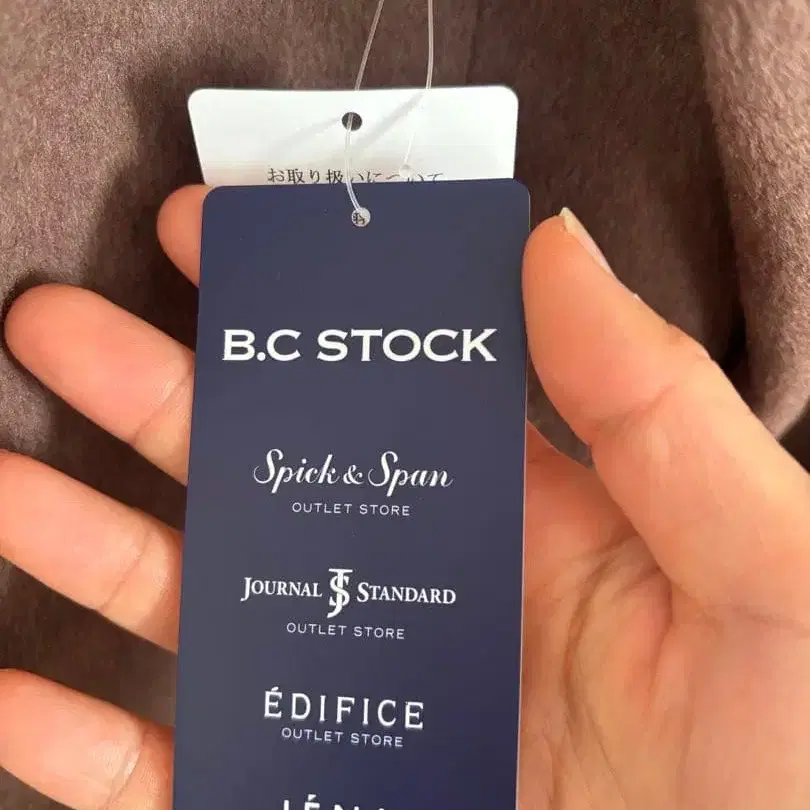 お取り扱いについて
B.C STOCK
Spick & Span
OUTLET STORE
JOURNAL JS STANDARD
OUTLET STORE
ÉDIFICE
OUTLET STORE